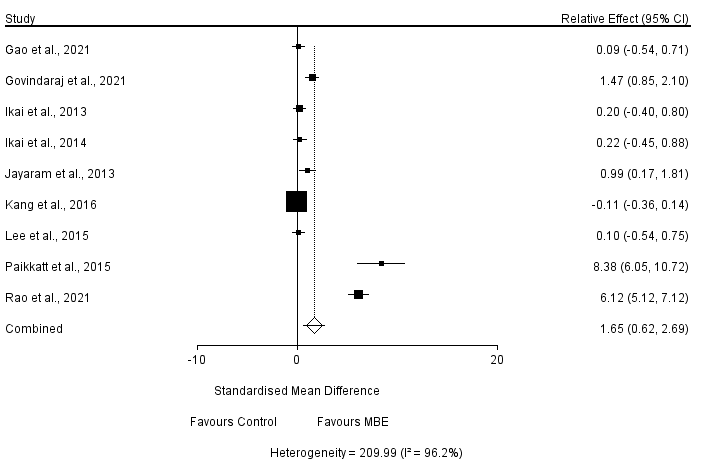 Study Relative Effect (95% CI)
Gao et al., 2021 0.09 (-0.54, 0.71)
Govindaraj et al., 2021 1.47 (0.85, 2.10)
Ikai et al., 2013 0.20 (-0.40, 0.80)
Ikai et al., 2014 0.22 (-0.45, 0.88)
Jayaram et al., 2013 0.99 (0.17, 1.81)
Kang et al., 2016 -0.11 (-0.36, 0.14)
Lee et al., 2015 0.10 (-0.54, 0.75)
Paikkatt et al., 2015 8.38 (6.05, 10.72)
Rao et al., 2021 6.12 (5.12, 7.12)
Combined 1.65 (0.62, 2.69)
-10 0 20
Standardised Mean Difference
Favours Control Favours MBE
Heterogeneity = 209.99 (I² = 96.2%)